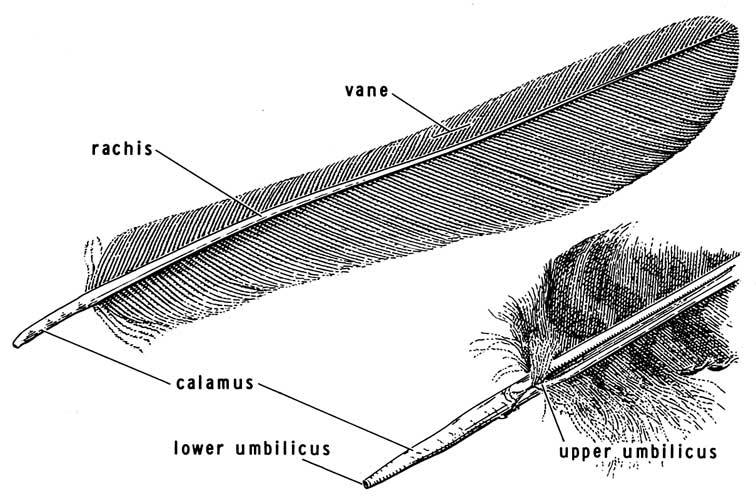 vane
rachis
calamus
lower umbilicus
upper umbilicus